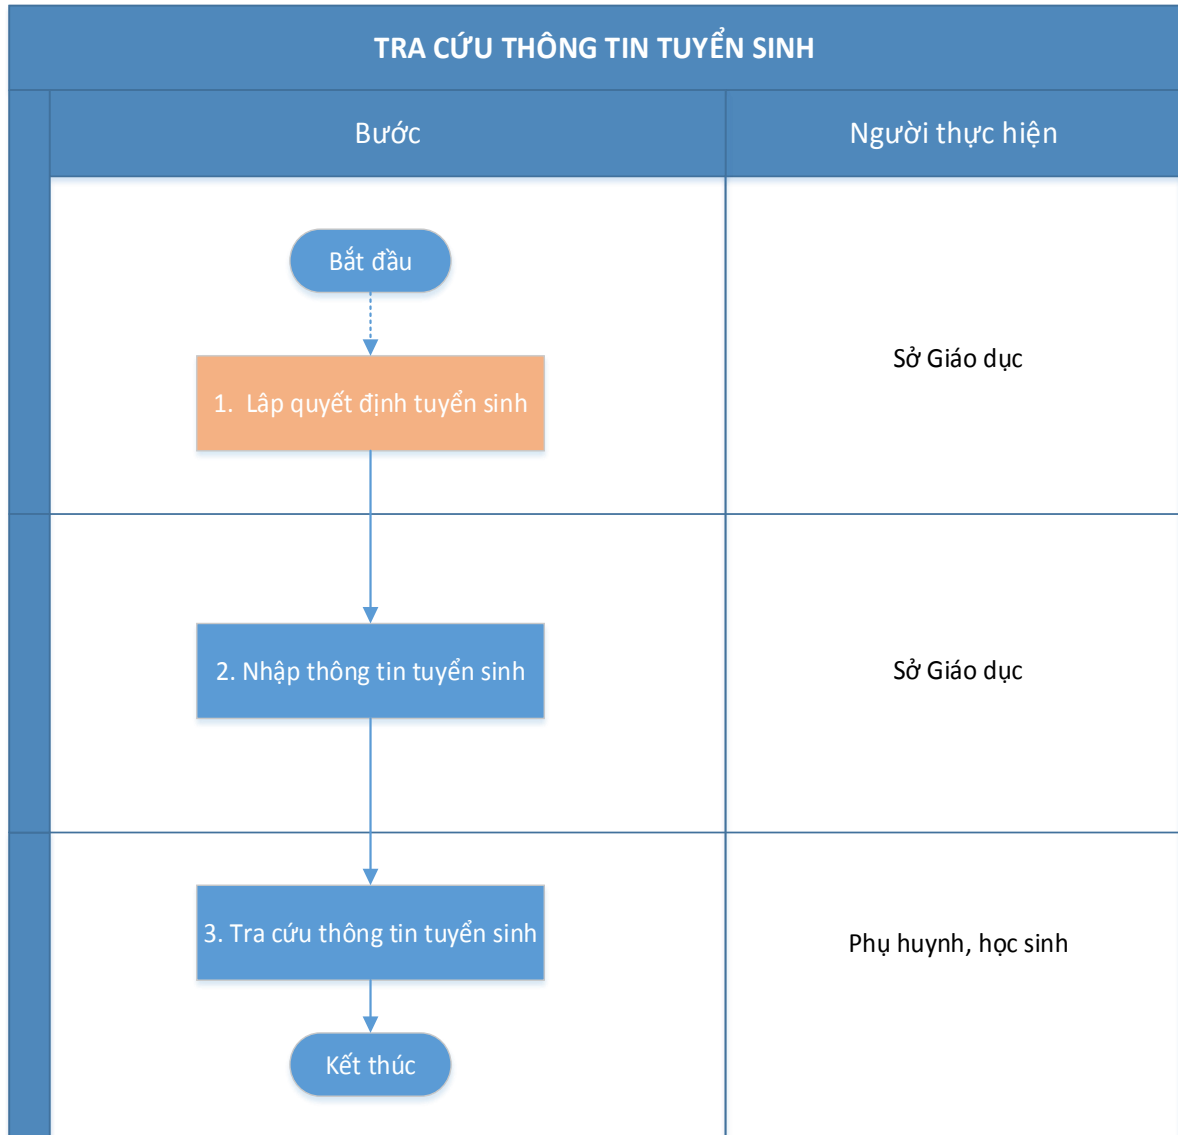 TRA CỨU THÔNG TIN TUYỂN SINH
Bước
Người thực hiện
Bắt đầu
1. Lâp quyết định tuyển sinh
Sở Giáo dục
2. Nhập thông tin tuyển sinh
Sở Giáo dục
3. Tra cứu thông tin tuyển sinh
Phụ huynh, học sinh
Kết thúc